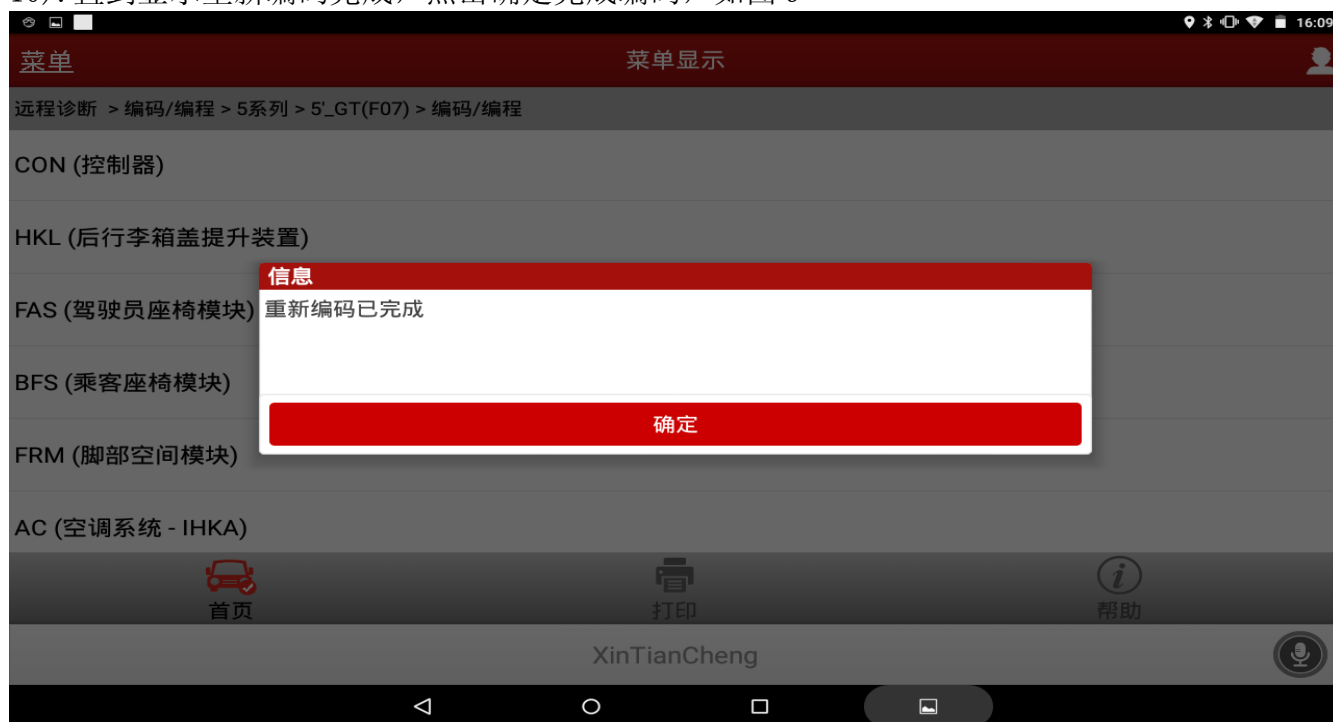 16:09
菜单
菜单显示
远程诊断 > 编码/编程 > 5系列 > 5'_GT(F07) > 编码/编程
CON (控制器)
HKL (后行李箱盖提升装置)
信息
FAS (驾驶员座椅模块)
重新编码已完成
BFS (乘客座椅模块)
确定
FRM (脚部空间模块)
AC (空调系统 - IHKA)
首页
打印
帮助
XinTianCheng